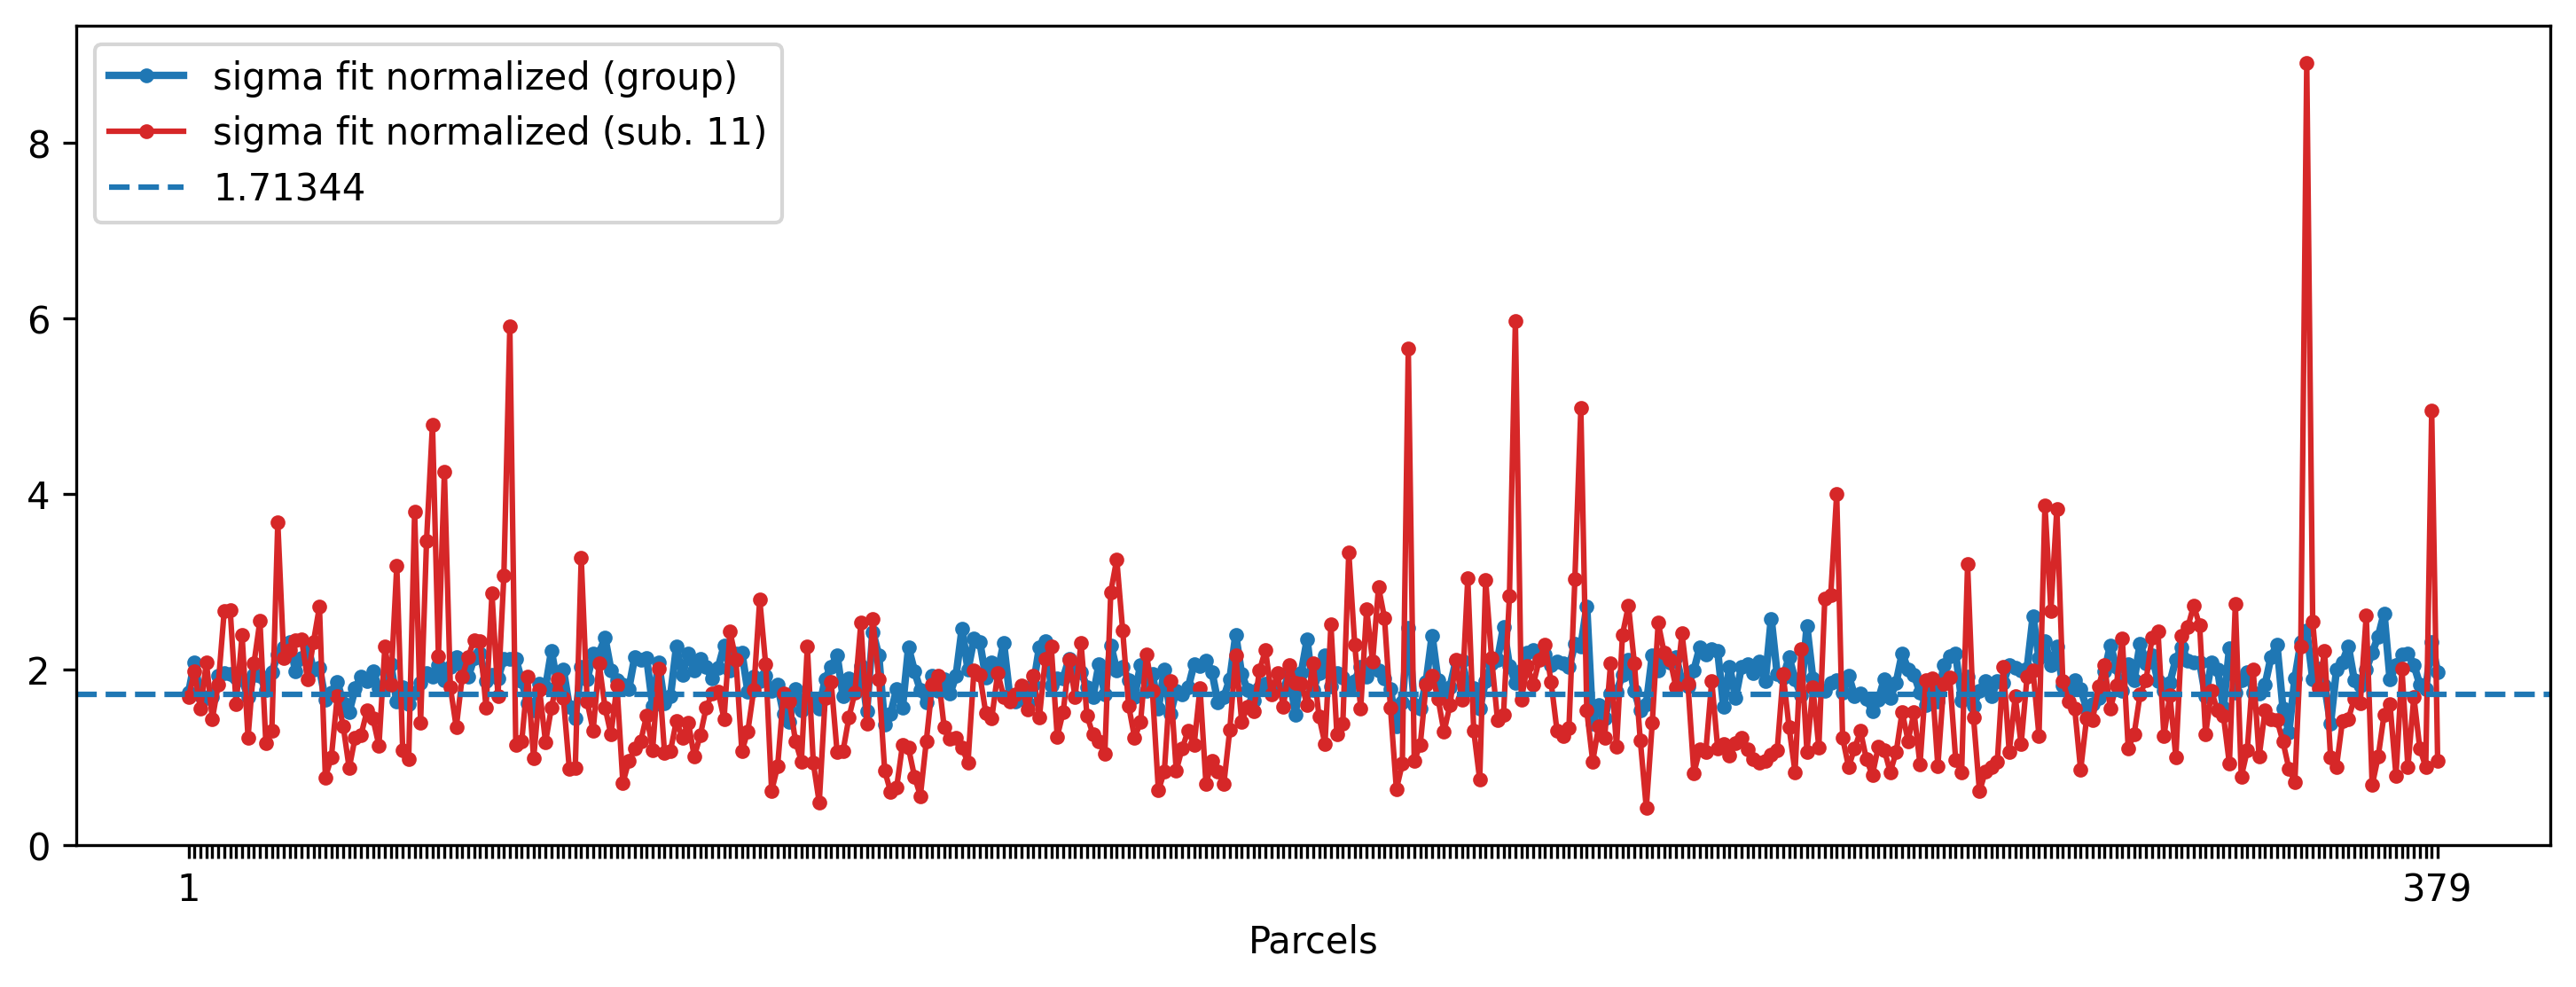 sigma fit normalized (group)
sigma fit normalized (sub. 11)
1.71344
8
6
4
2
0
1
379
Parcels